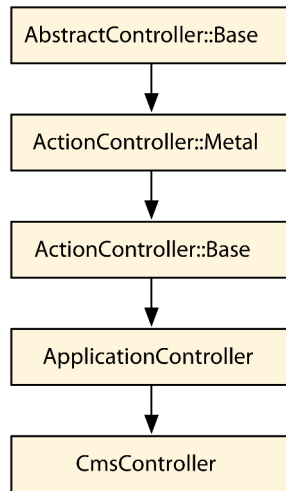 AbstractController::Base
ActionController::Metal
ActionController::Base
ApplicationController
CmsController